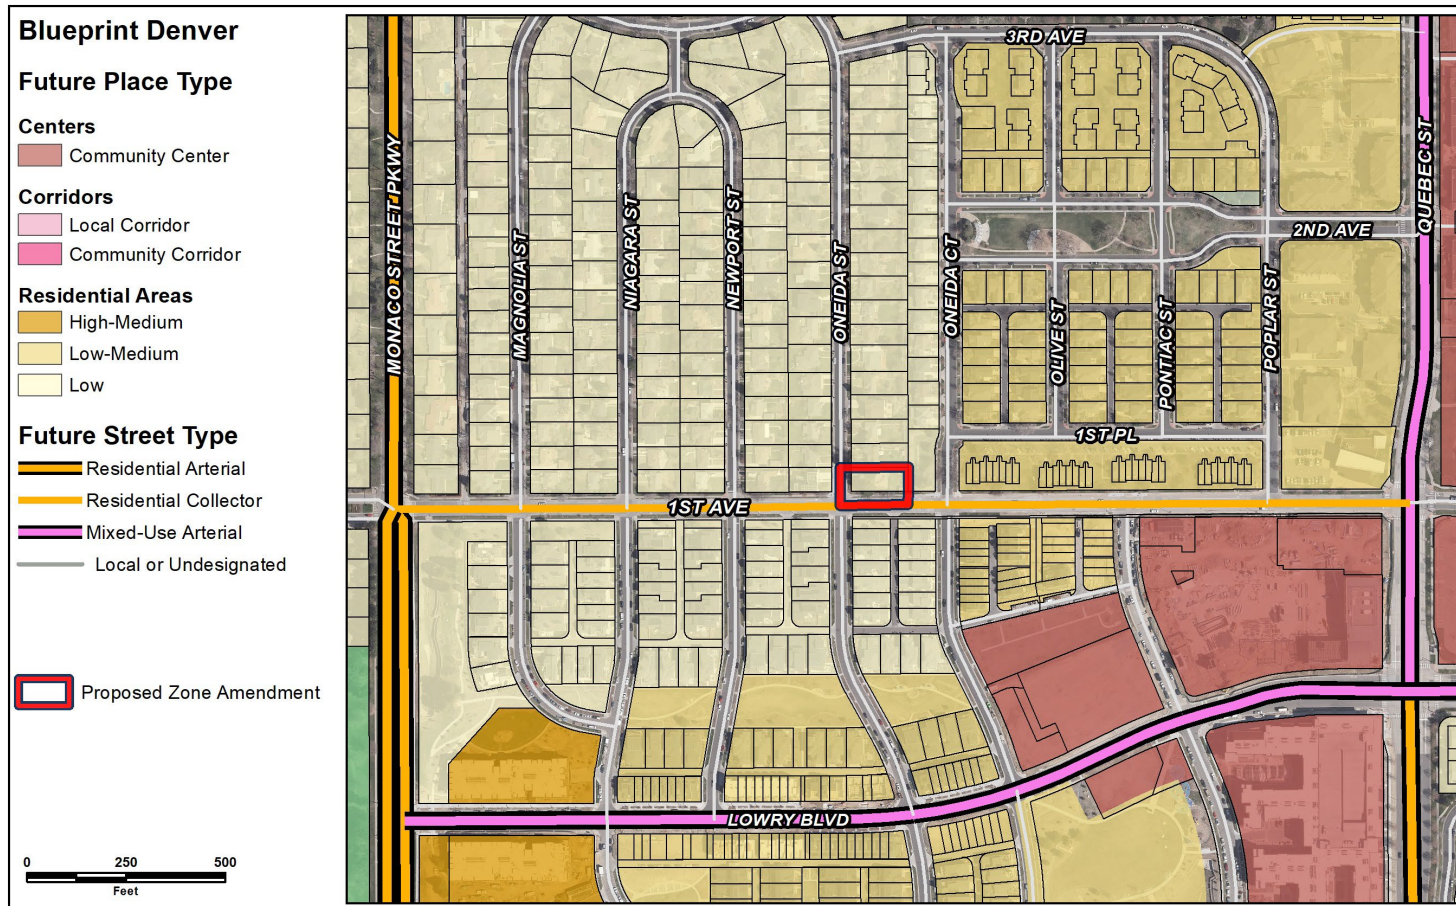 Blueprint Denver
Future Place Type
Centers
Community Center
Corridors
Local Corridor
Community Corridor
Residential Areas
High-Medium
Low-Medium
Low
Future Street Type
Residential Arterial
Residential Collector
Mixed-Use Arterial
Local or Undesignated
Proposed Zone Amendment
0 250 500
Feet
3RD AVE
MONACO STREET PKWY
QUEBEC ST
2ND AVE
MAGNOLIA ST
NIAGARA ST
NEWPORT ST
ONEIDA ST
ONEIDA CT
OLIVE ST
PONTIAC ST
POPLAR ST
1ST PL
1ST AVE
LOWRY BLVD